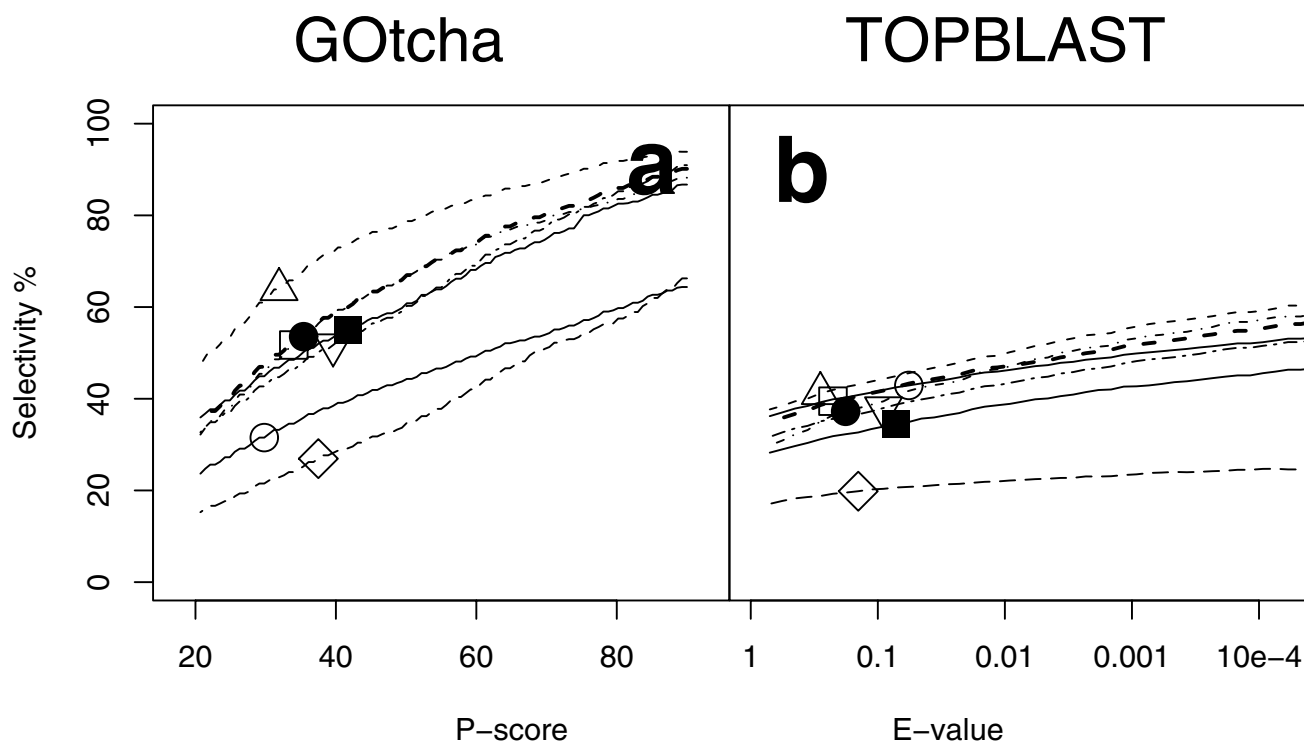 GOtcha TOPBLAST
a b
Selectivity %
100
80
60
40
20
0
20 40 60 80 1 0.1 0.01 0.001 10e−4
P−score E−value